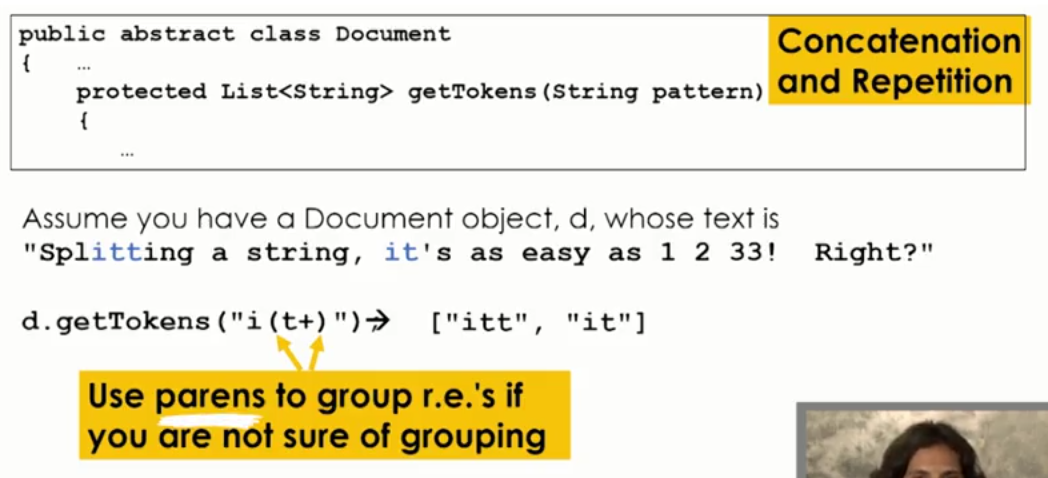 public abstract class Document
{ …
protected List<String> getTokens(String pattern)
{
…
Concatenation
and Repetition
Assume you have a Document object, d, whose text is
"Splitting a string, it's as easy as 1 2 33! Right?"
d.getTokens("i(t+)")→ ["itt", "it"]
Use parens to group r.e.'s if
you are not sure of grouping